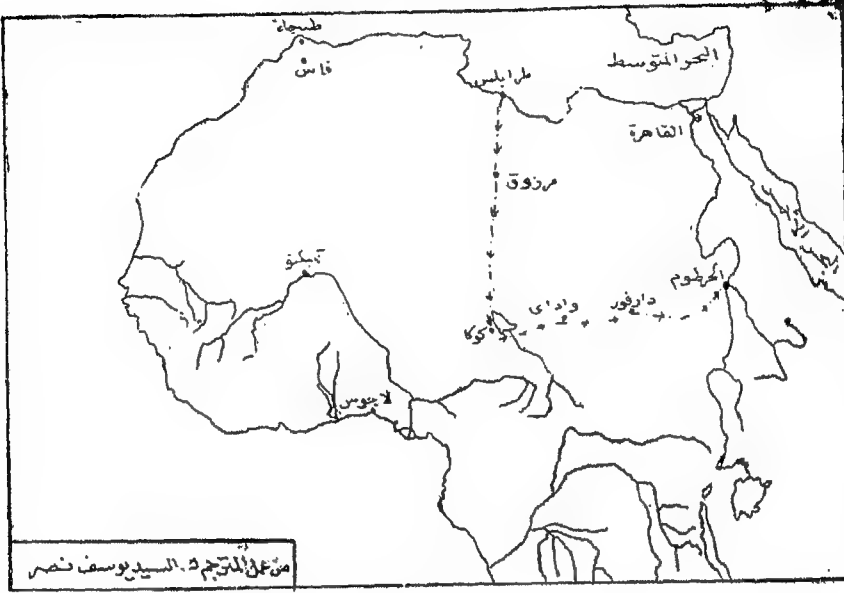 طنجة
فاس
طرابلس
البحر المتوسط
القاهرة
مرزوق
البحر الأحمر
تمبكتو
الخرطوم
دارفور
واداى
كوكا
لاجوس
من عمل المترجم د. السيد يوسف نصر